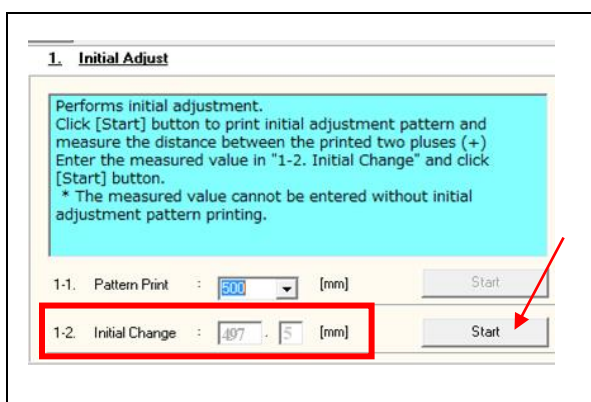 1. Initial Adjust
Performs initial adjustment.
Click [Start] button to print initial adjustment pattern and
measure the distance between the printed two pluses (+)
Enter the measured value in "1-2. Initial Change" and click
[Start] button.
* The measured value cannot be entered without initial
adjustment pattern printing.
1-1. Pattern Print : 500 [mm] Start
1-2. Initial Change : 497 . 5 [mm] Start